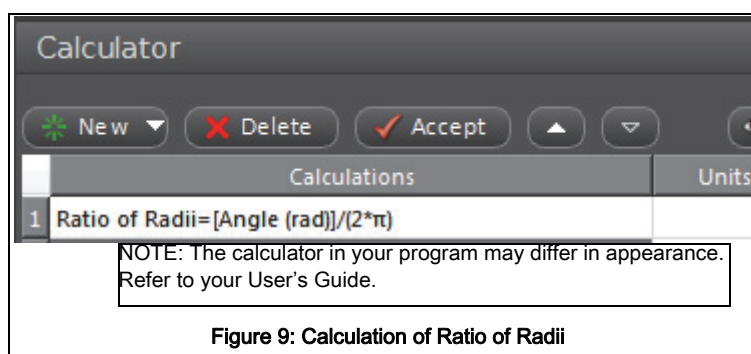 Calculator
New Delete Accept
Calculations Units
1 Ratio of Radii=[Angle (rad)]/(2*π)
NOTE: The calculator in your program may differ in appearance.
Refer to your User’s Guide.
Figure 9: Calculation of Ratio of Radii